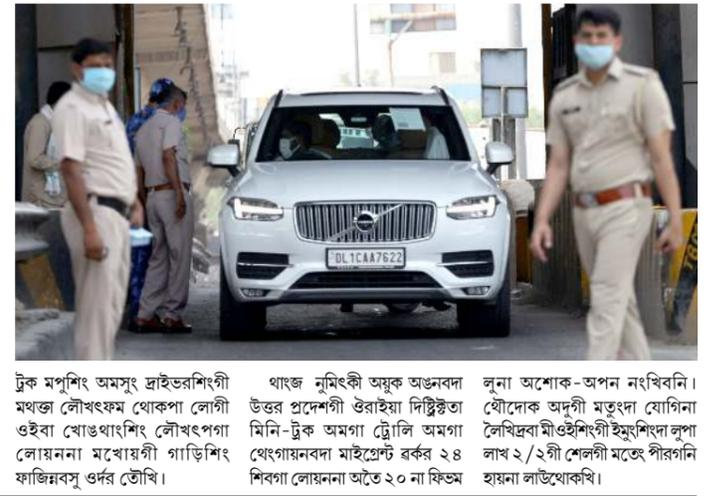 DL1CAA7622
ট্রক মপুশিং অমসুং দ্রাইভরশিংগী
মথক্তা লৌখৎফম থোকপা লোগী
ওইবা খোঙথাংশিং লৌখৎপগা
লোয়ননা মখোয়গী গাড়িশিং
ফাজিন্নবসু ওর্দর তৌখি।
থাংজ নুমিৎকী অয়ুক অঙনবদা
উত্তর প্রদেশগী ঔরাইয়া দিষ্ট্রিক্টতা
মিনি-ট্রক অমগা ট্রোলি অমগা
থেংগায়নবদা মাইগ্রেন্ট ৱর্কর ২৪
শিবগা লোয়ননা অতৈ ২০ না ফিভম
লুনা অশোক-অপন নংখিবনি।
থৌদোক অদুগী মতুংদা যোগিনা
লৈখিদ্রবা মীওইশিংগী ইমুংশিংদা লুপা
লাখ ২/২গী শেলগী মতেং পীরগনি
হায়না লাউথোকখি।